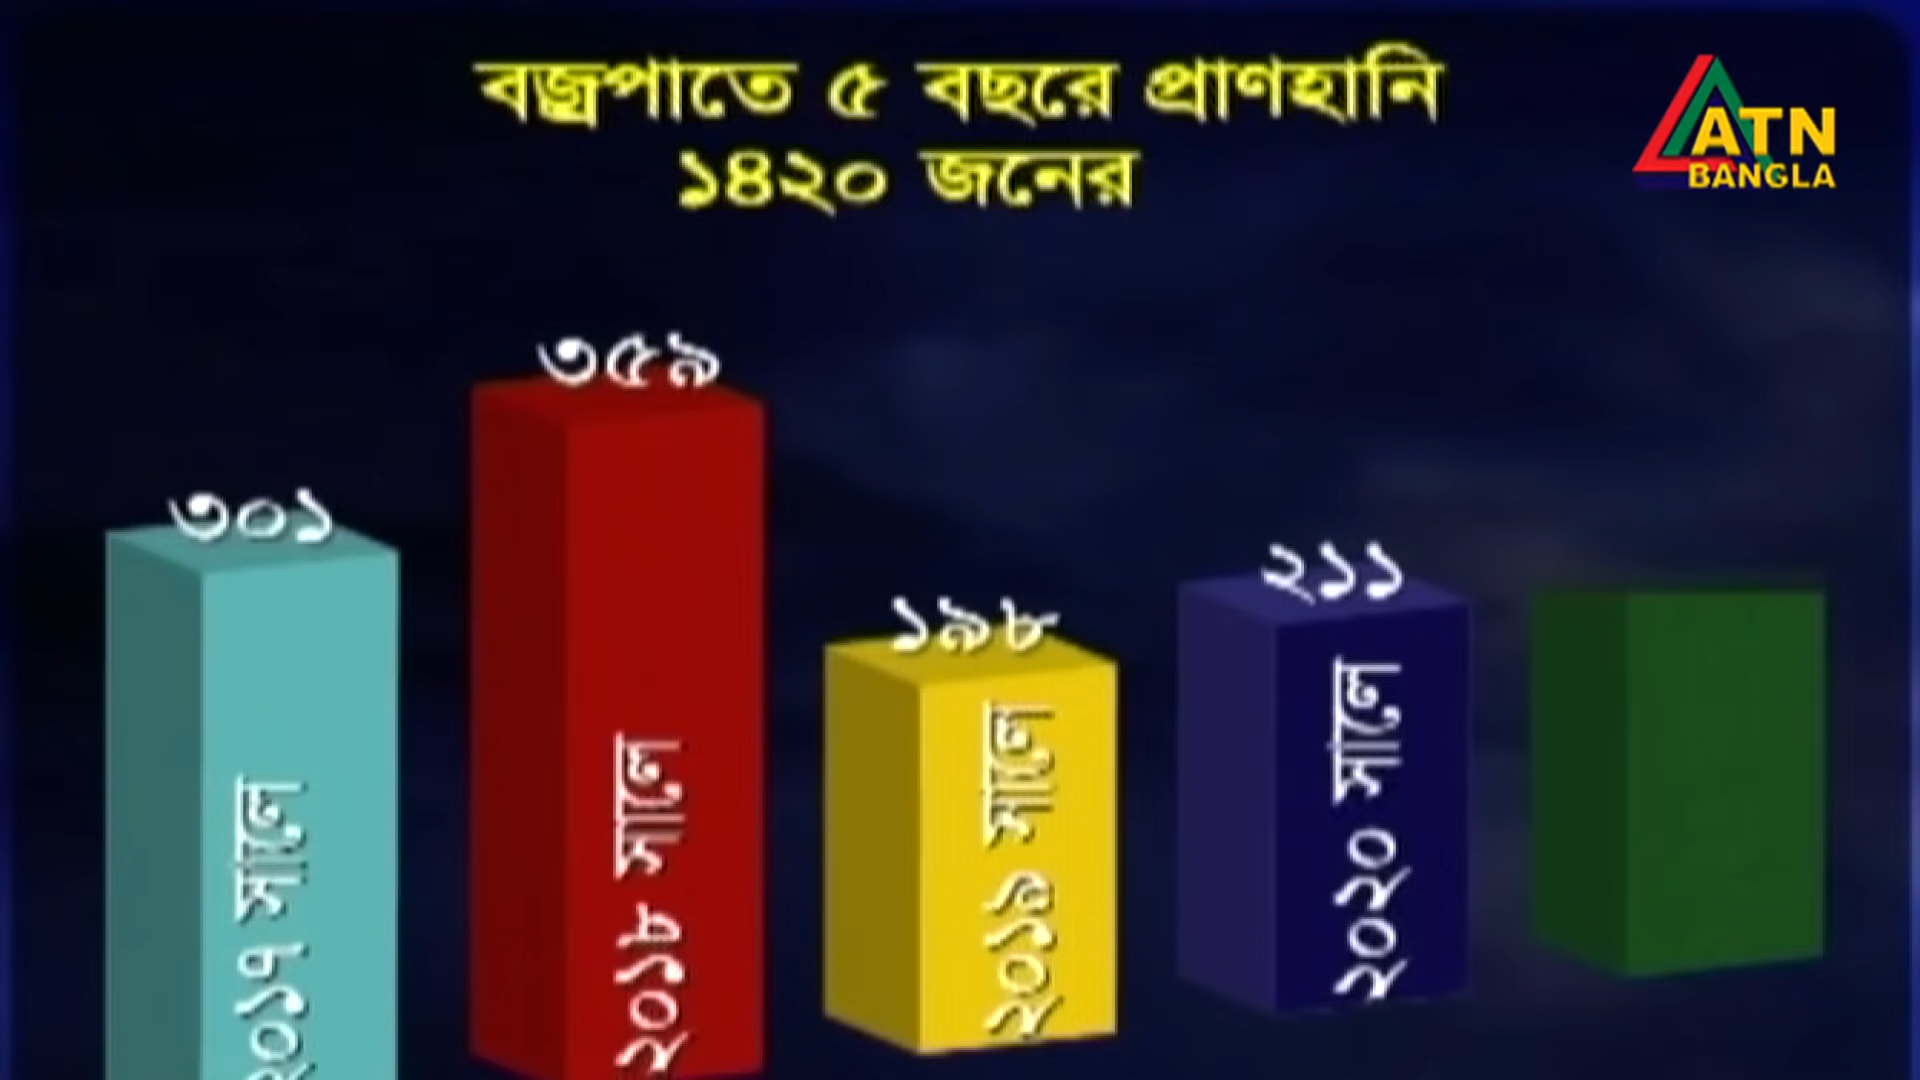 বজ্রপাতে ৫ বছরে প্রাণহানি
১৪২০ জনের
ATN
BANGLA
৩০১
৩৫৯
১৯৮
২১১
২০১৭ সালে
২০১৮ সালে
২০১৯ সালে
২০২০ সালে